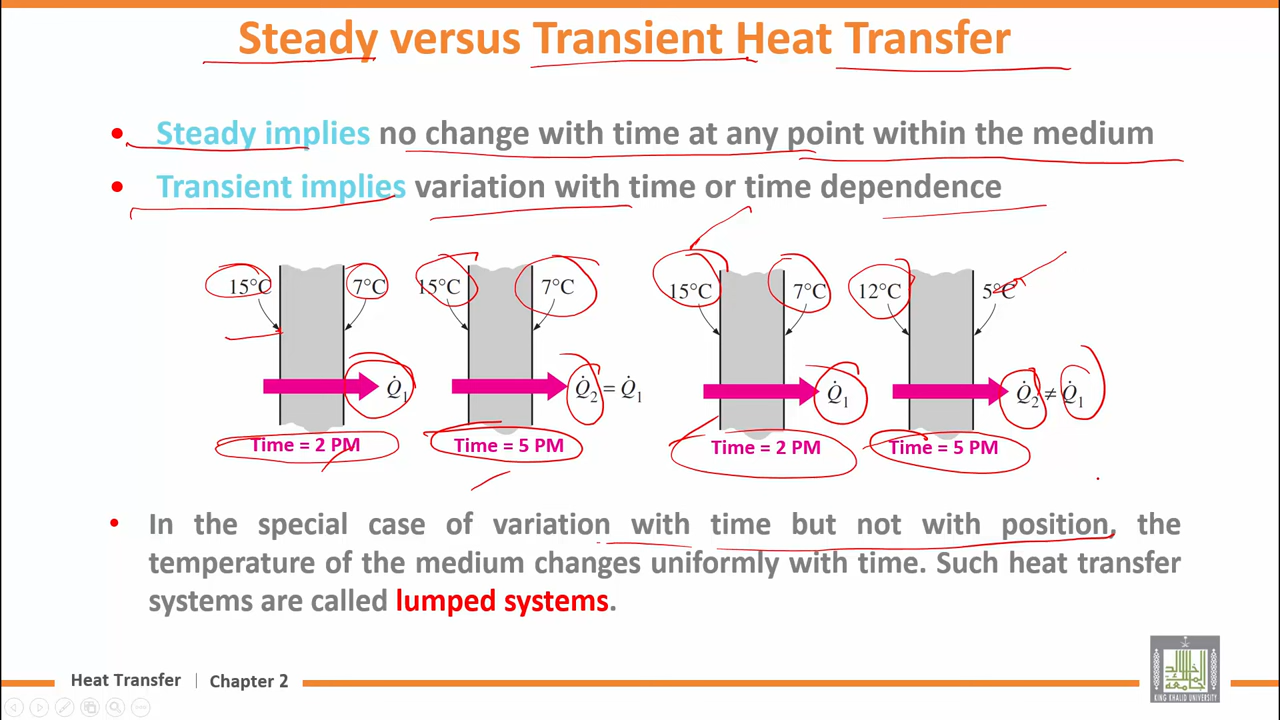 Steady versus Transient Heat Transfer
• Steady implies no change with time at any point within the medium
• Transient implies variation with time or time dependence
15°C 7°C 15°C 7°C 15°C 7°C 12°C 5°C
Q̇₁ Q̇₂ = Q̇₁ Q̇₁ Q̇₂ ≠ Q̇₁
Time = 2 PM Time = 5 PM Time = 2 PM Time = 5 PM
• In the special case of variation with time but not with position, the
temperature of the medium changes uniformly with time. Such heat transfer
systems are called lumped systems.
Heat Transfer | Chapter 2
KING KHALID UNIVERSITY